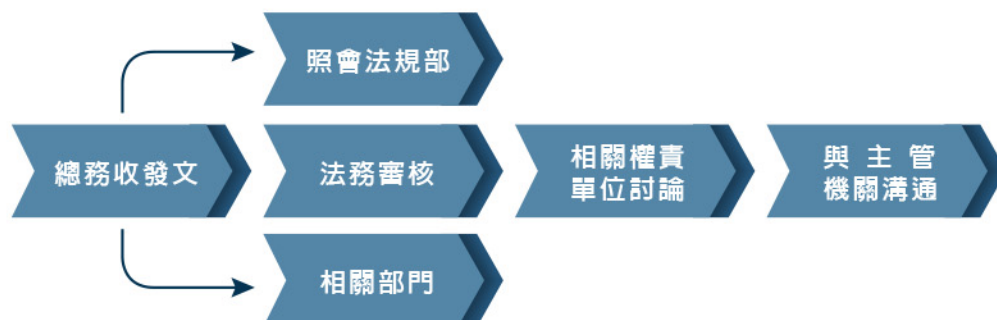 照會法規部
總務收發文
法務審核
相關權責
單位討論
與主管
機關溝通
相關部門